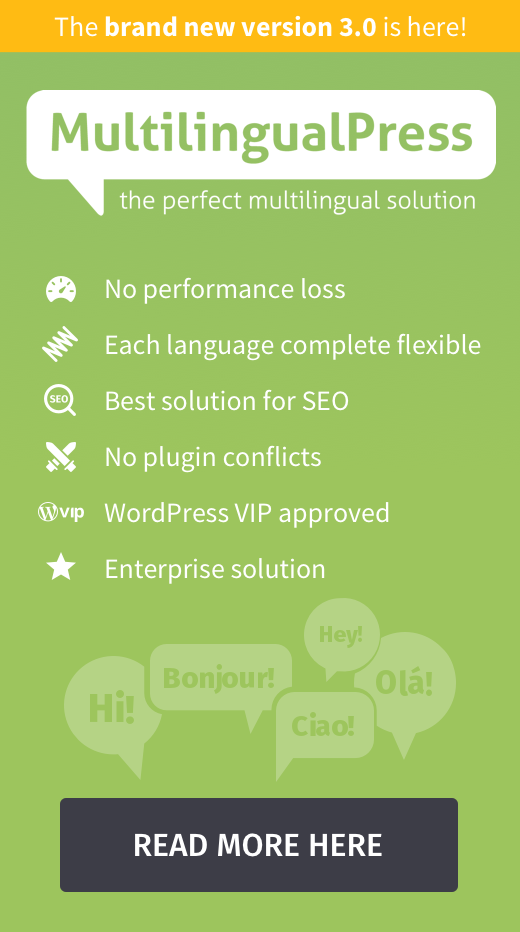 The brand new version 3.0 is here!
MultilingualPress
the perfect multilingual solution
No performance loss
Each language complete flexible
SEO
Best solution for SEO
No plugin conflicts
W vip
WordPress VIP approved
Enterprise solution
Hey!
Bonjour!
Olá!
Hi!
Ciao!
READ MORE HERE